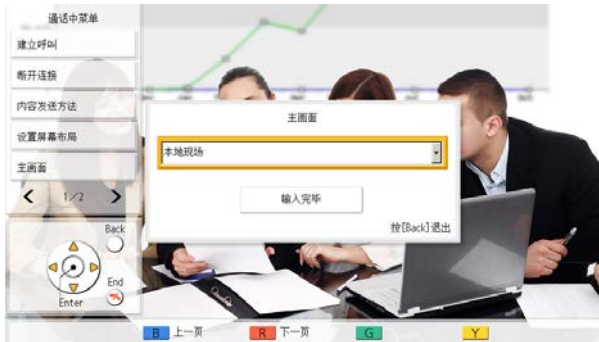 通话中菜单
建立呼叫
断开连接
内容发送方法
设置屏幕布局
主画面
1/2
Back
End
Enter
主画面
本地现场
输入完毕
按[Back]退出
B 上一页 R 下一页 G Y